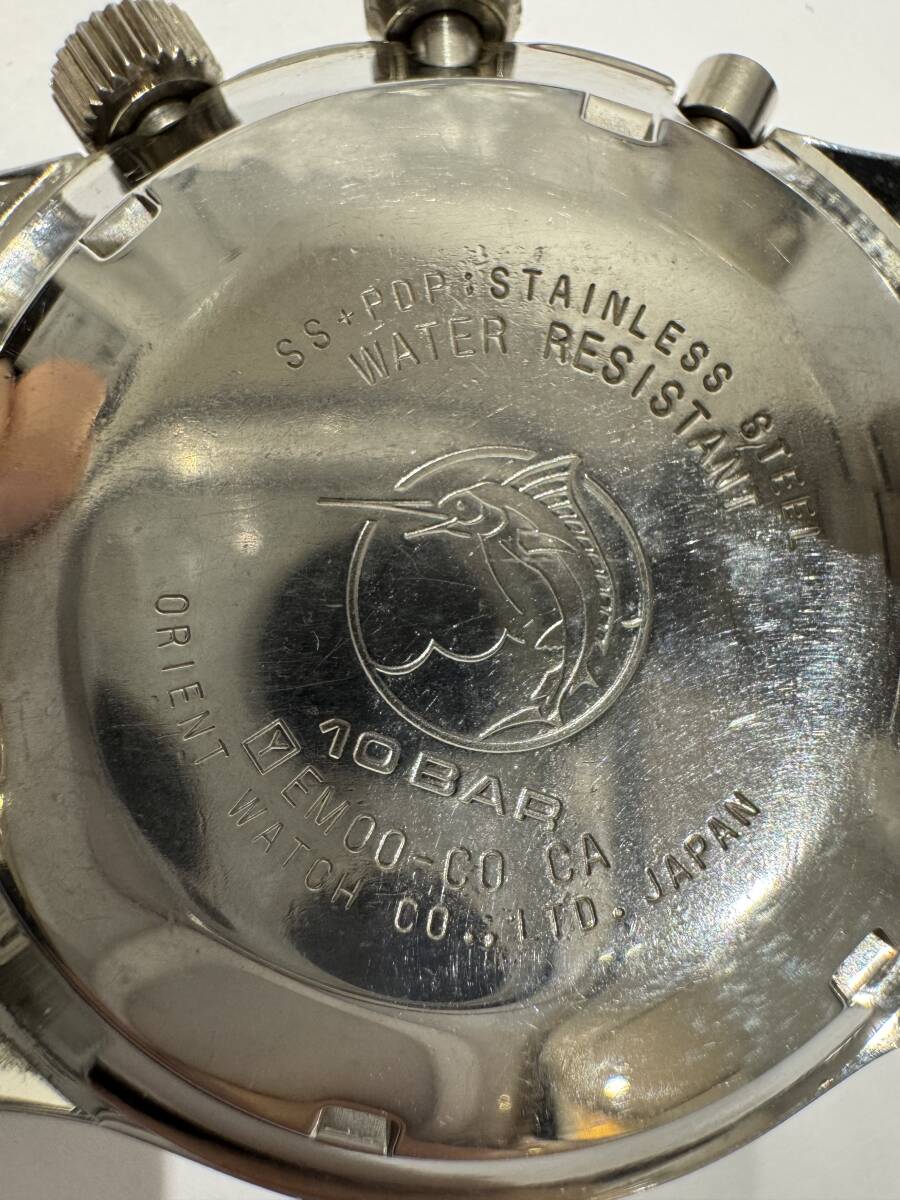 SS+PDP:STAINLESS STEEL
WATER RESISTANT
10BAR
EM00-C0 CA
ORIENT WATCH CO.,LTD. JAPAN